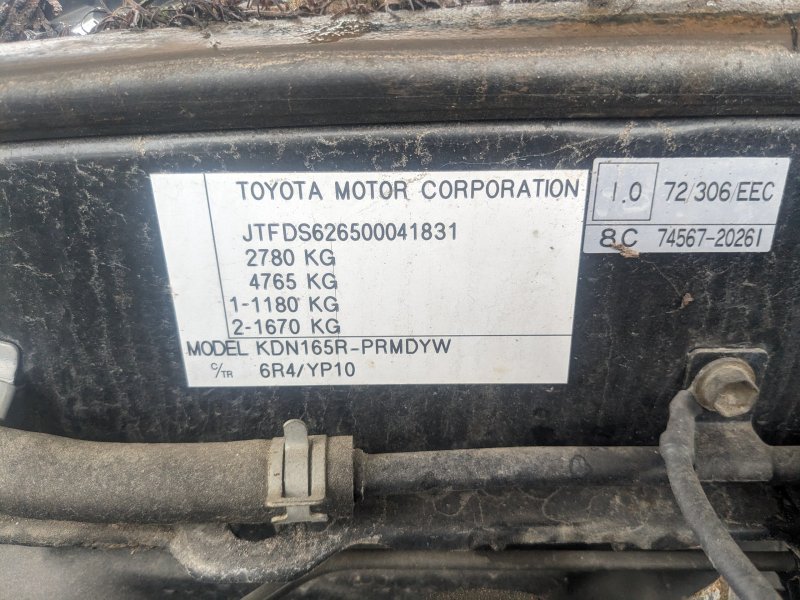 TOYOTA MOTOR CORPORATION
JTFDS626500041831
2780 KG
4765 KG
1-1180 KG
2-1670 KG
MODEL KDN165R-PRMDYW
C/TR 6R4/YP10
1.0 72/306/EEC
8C 74567-20261